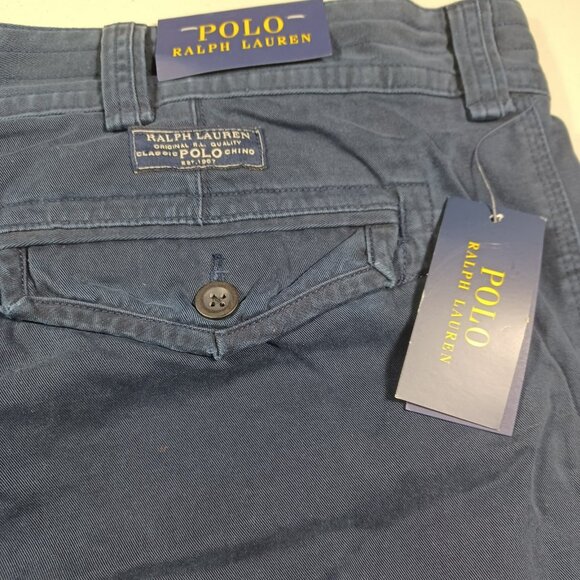 POLO
RALPH LAUREN
RALPH LAUREN
ORIGINAL R.L. QUALITY
CLASSIC POLO CHINO
EST. 1967
POLO
RALPH LAUREN